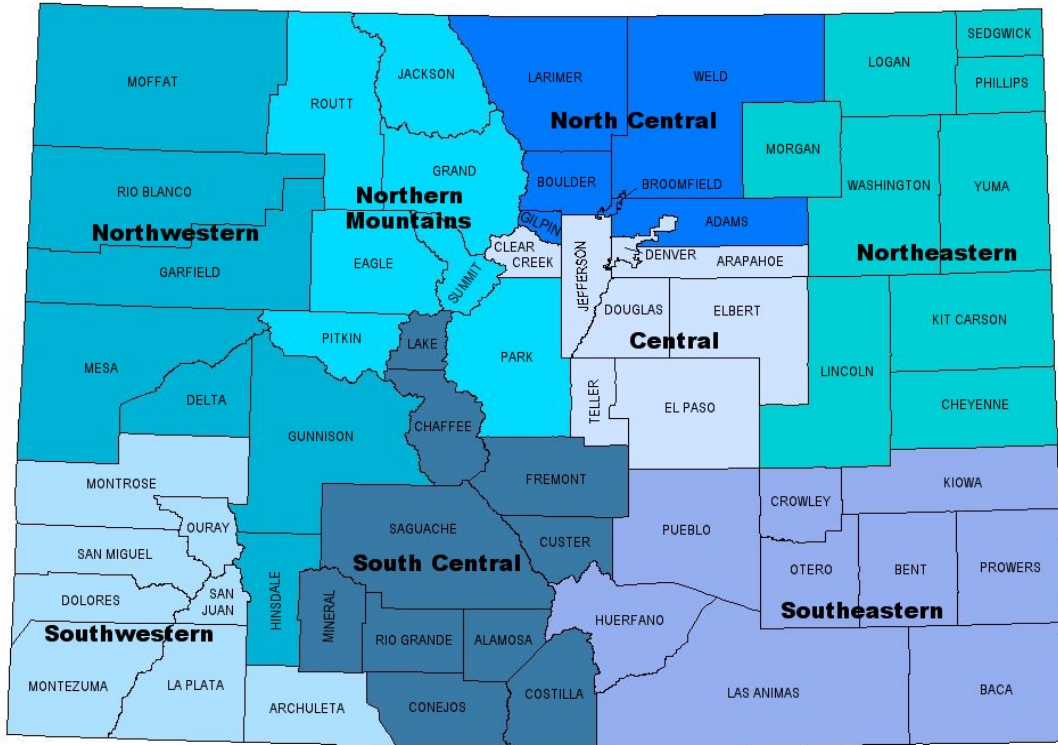 SEDGWICK
LOGAN
MOFFAT
JACKSON
LARIMER
WELD
PHILLIPS
ROUTT
North Central
MORGAN
GRAND
BOULDER
BROOMFIELD
WASHINGTON
YUMA
RIO BLANCO
Northern
Mountains
GILPIN
ADAMS
Northwestern
CLEAR
CREEK
JEFFERSON
DENVER
ARAPAHOE
Northeastern
GARFIELD
EAGLE
SUMMIT
DOUGLAS
ELBERT
KIT CARSON
PITKIN
LAKE
PARK
Central
MESA
LINCOLN
DELTA
TELLER
EL PASO
CHEYENNE
GUNNISON
CHAFFEE
MONTROSE
FREMONT
KIOWA
CROWLEY
OURAY
SAGUACHE
PUEBLO
SAN MIGUEL
CUSTER
South Central
OTERO
BENT
PROWERS
DOLORES
SAN
JUAN
HINSDALE
MINERAL
Southeastern
Southwestern
RIO GRANDE
ALAMOSA
HUERFANO
MONTEZUMA
LA PLATA
COSTILLA
LAS ANIMAS
BACA
ARCHULETA
CONEJOS